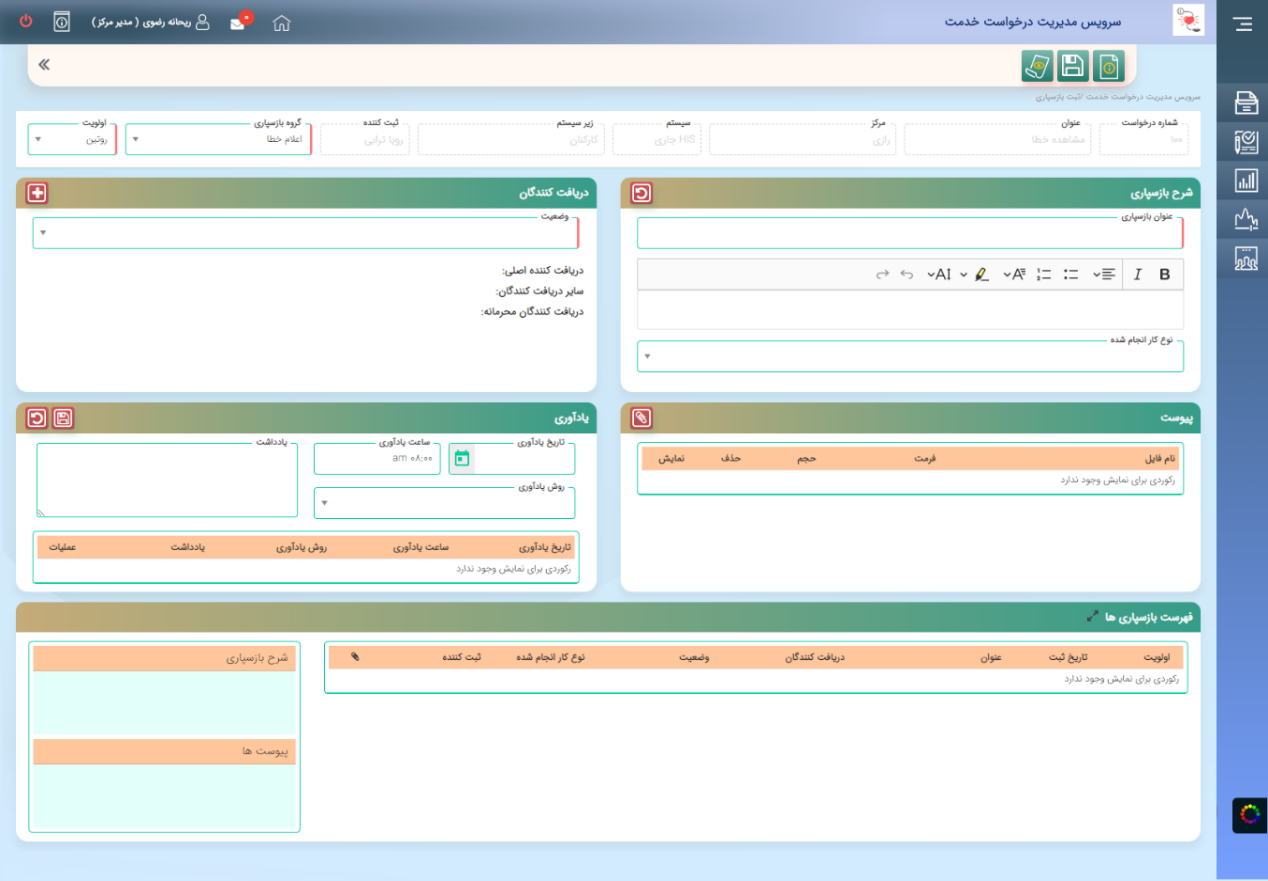 سرویس مدیریت درخواست خدمت
ریحانه رضوی ( مدیر مرکز )
سرویس مدیریت درخواست خدمت /ثبت بازسپاری
شماره درخواست
۱۰۰
عنوان
مشاهده خطا
مرکز
رازی
سیستم
HIS جاری
زیر سیستم
کارکنان
ثبت کننده
رویا ترابی
گروه بازسپاری
اعلام خطا
اولویت
روتین
شرح بازسپاری
عنوان بازسپاری
B I AI A
نوع کار انجام شده
دریافت کنندگان
وضعیت
دریافت کننده اصلی:
سایر دریافت کنندگان:
دریافت کنندگان محرمانه:
پیوست
نام فایل فرمت حجم حذف نمایش
رکوردی برای نمایش وجود ندارد
یادآوری
تاریخ یادآوری
ساعت یادآوری
۰۸:۰۰ am
یادداشت
روش یادآوری
تاریخ یادآوری ساعت یادآوری روش یادآوری یادداشت عملیات
رکوردی برای نمایش وجود ندارد
فهرست بازسپاری ها
اولویت تاریخ ثبت عنوان دریافت کنندگان وضعیت نوع کار انجام شده ثبت کننده
رکوردی برای نمایش وجود ندارد
شرح بازسپاری
پیوست ها